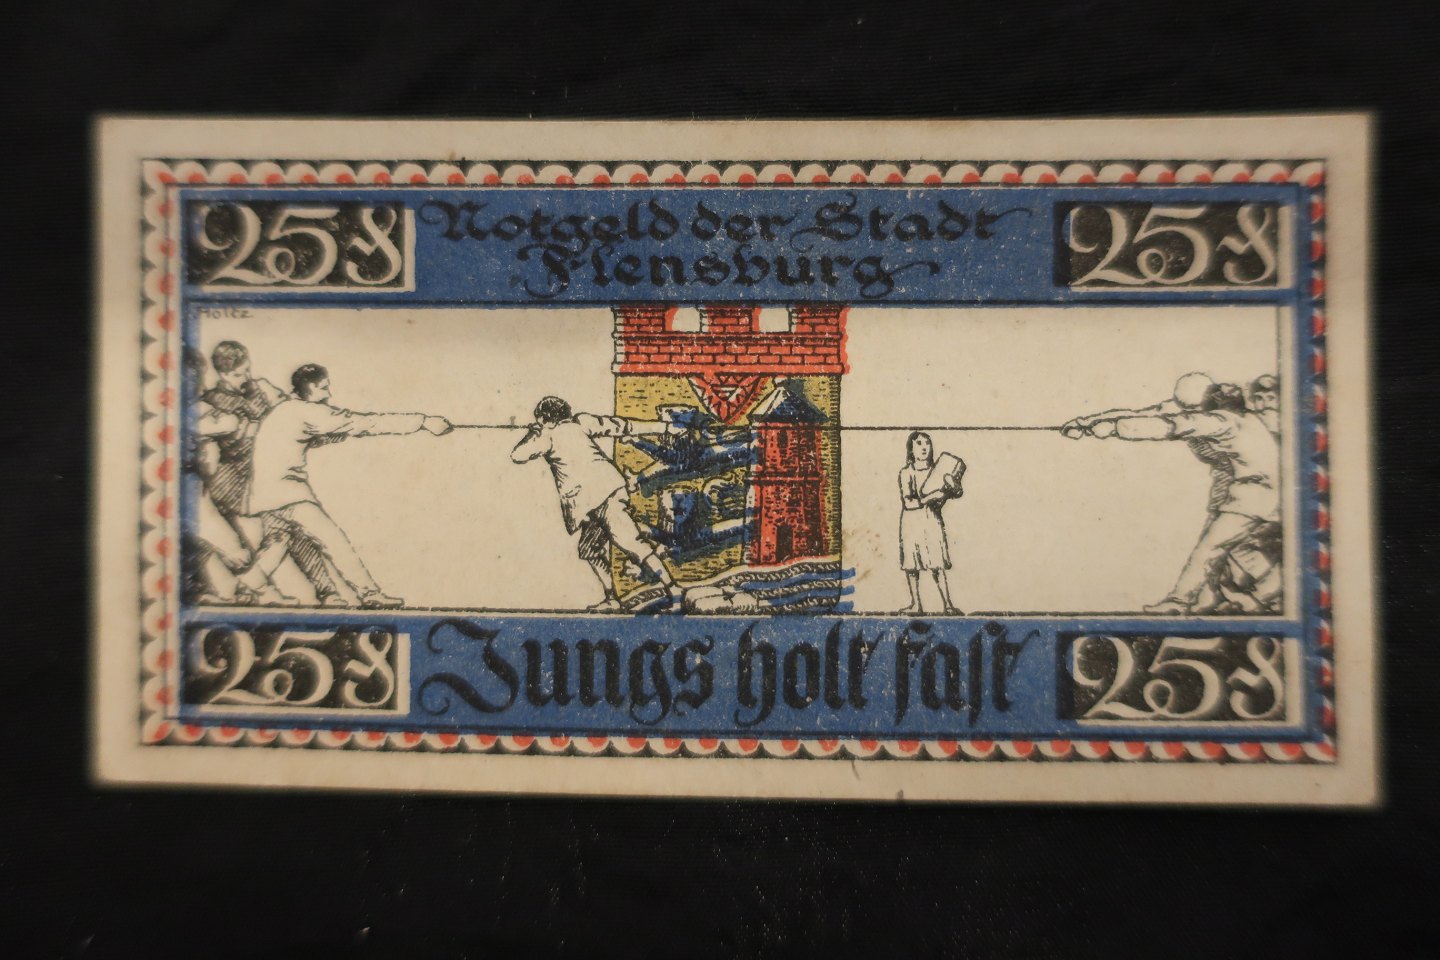 25 ₰ Notgeld der Stadt 25 ₰
Flensburg
Holtz
25 ₰ Jungs holt fast 25 ₰